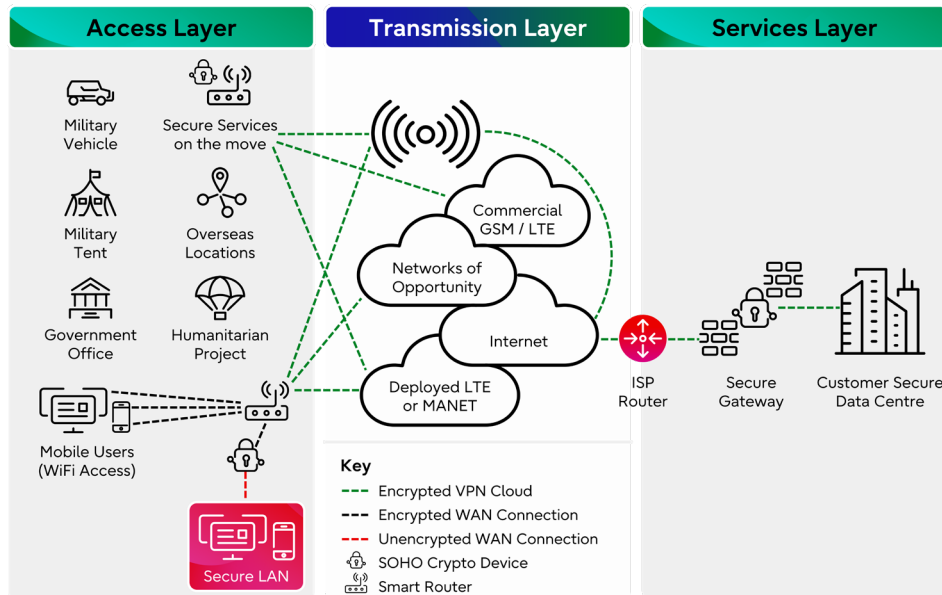 Access Layer
Transmission Layer
Services Layer
Military
Vehicle
Secure Services
on the move
Military
Tent
Overseas
Locations
Government
Office
Humanitarian
Project
Mobile Users
(WiFi Access)
Secure LAN
Commercial
GSM / LTE
Networks of
Opportunity
Internet
Deployed LTE
or MANET
Key
Encrypted VPN Cloud
Encrypted WAN Connection
Unencrypted WAN Connection
SOHO Crypto Device
Smart Router
ISP
Router
Secure
Gateway
Customer Secure
Data Centre